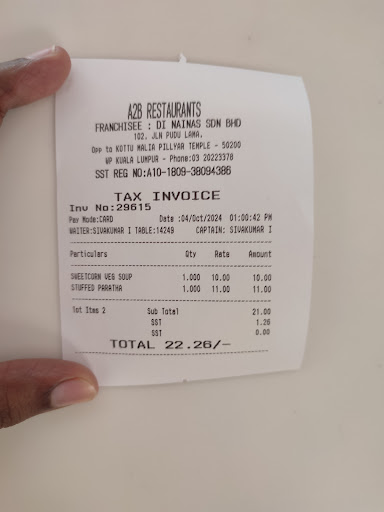 A2B RESTAURANTS
FRANCHISEE : DI NAINAS SDN BHD
102, JLN PUDU LAMA,
Opp to KOTTU MALIA PILLYAR TEMPLE - 50200
WP KUALA LUMPUR - Phone:03 20223378
SST REG NO:A10-1809-38094386
TAX INVOICE
Inv No:29615
Pay Mode:CARD Date :04/Oct/2024 01:00:42 PM
WAITER:SIVAKUMAR I TABLE:14249 CAPTAIN: SIVAKUMAR I
Particulars Qty Rate Amount
SWEETCORN VEG SOUP 1.000 10.00 10.00
STUFFED PARATHA 1.000 11.00 11.00
Tot Item 2 Sub Total 21.00
SST 1.26
SST 0.00
TOTAL 22.26/-